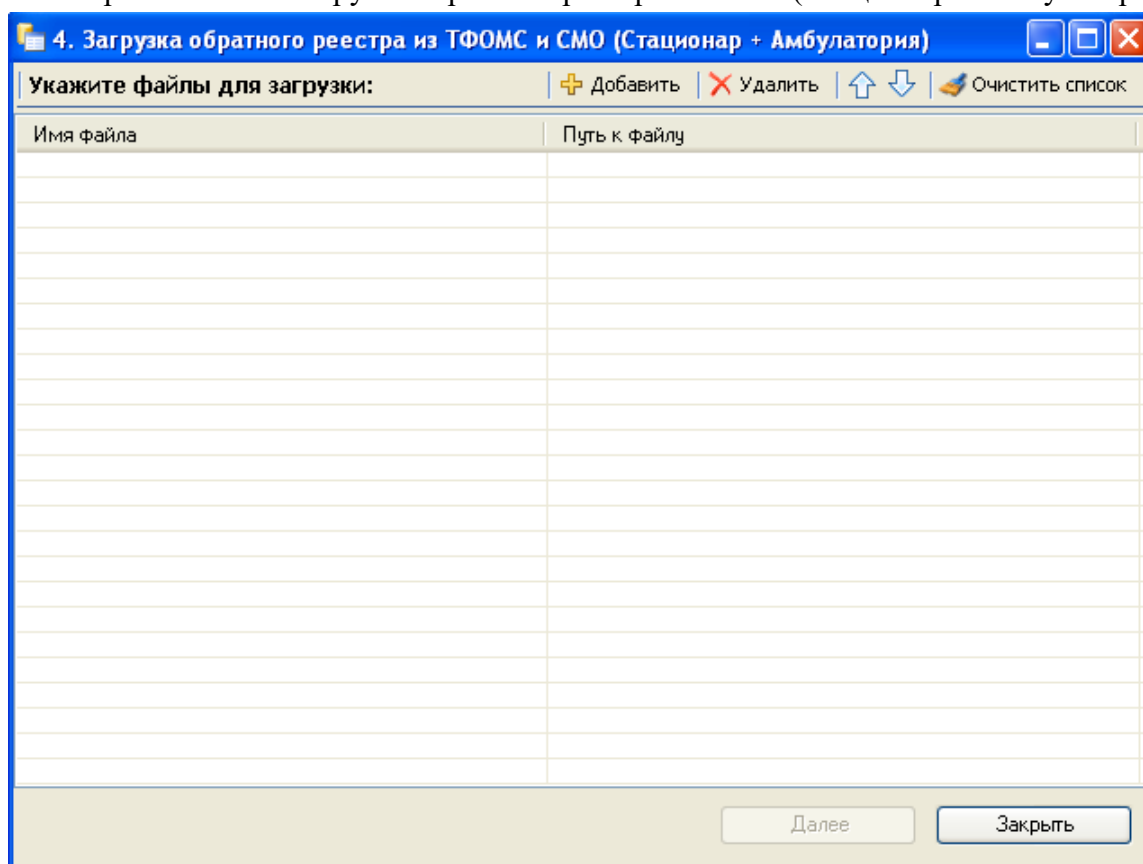 4. Загрузка обратного реестра из ТФОМС и СМО (Стационар + Амбулатория)
Укажите файлы для загрузки: Добавить Удалить Очистить список
Имя файла Путь к файлу
Далее Закрыть